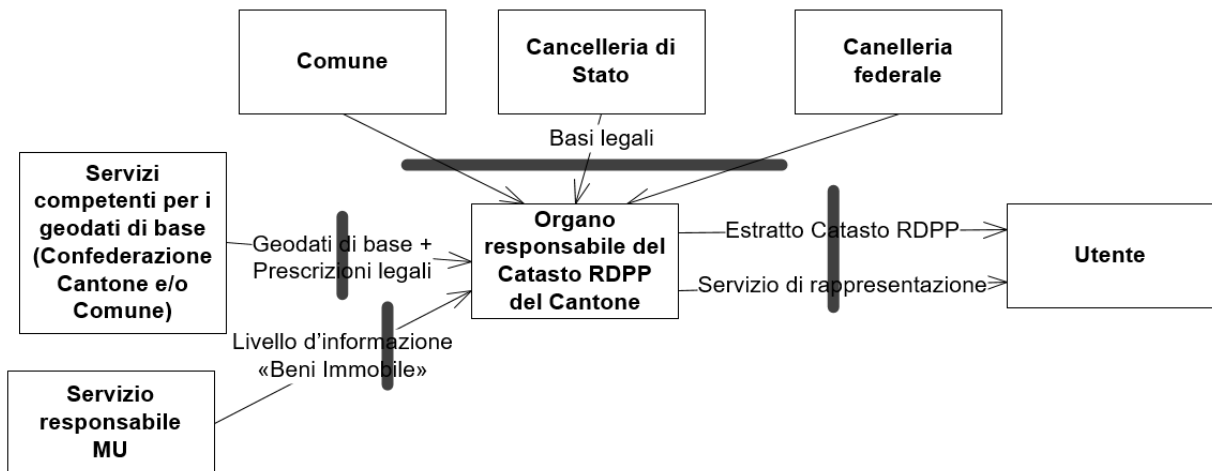 Comune
Cancelleria di
Stato
Canelleria
federale
Basi legali
Servizi
competenti per i
geodati di base
(Confederazione
Cantone e/o
Comune)
Geodati di base +
Prescrizioni legali
Organo
responsabile del
Catasto RDPP
del Cantone
Estratto Catasto RDPP
Servizio di rappresentazione
Utente
Livello d'informazione
«Beni Immobile»
Servizio
responsabile
MU